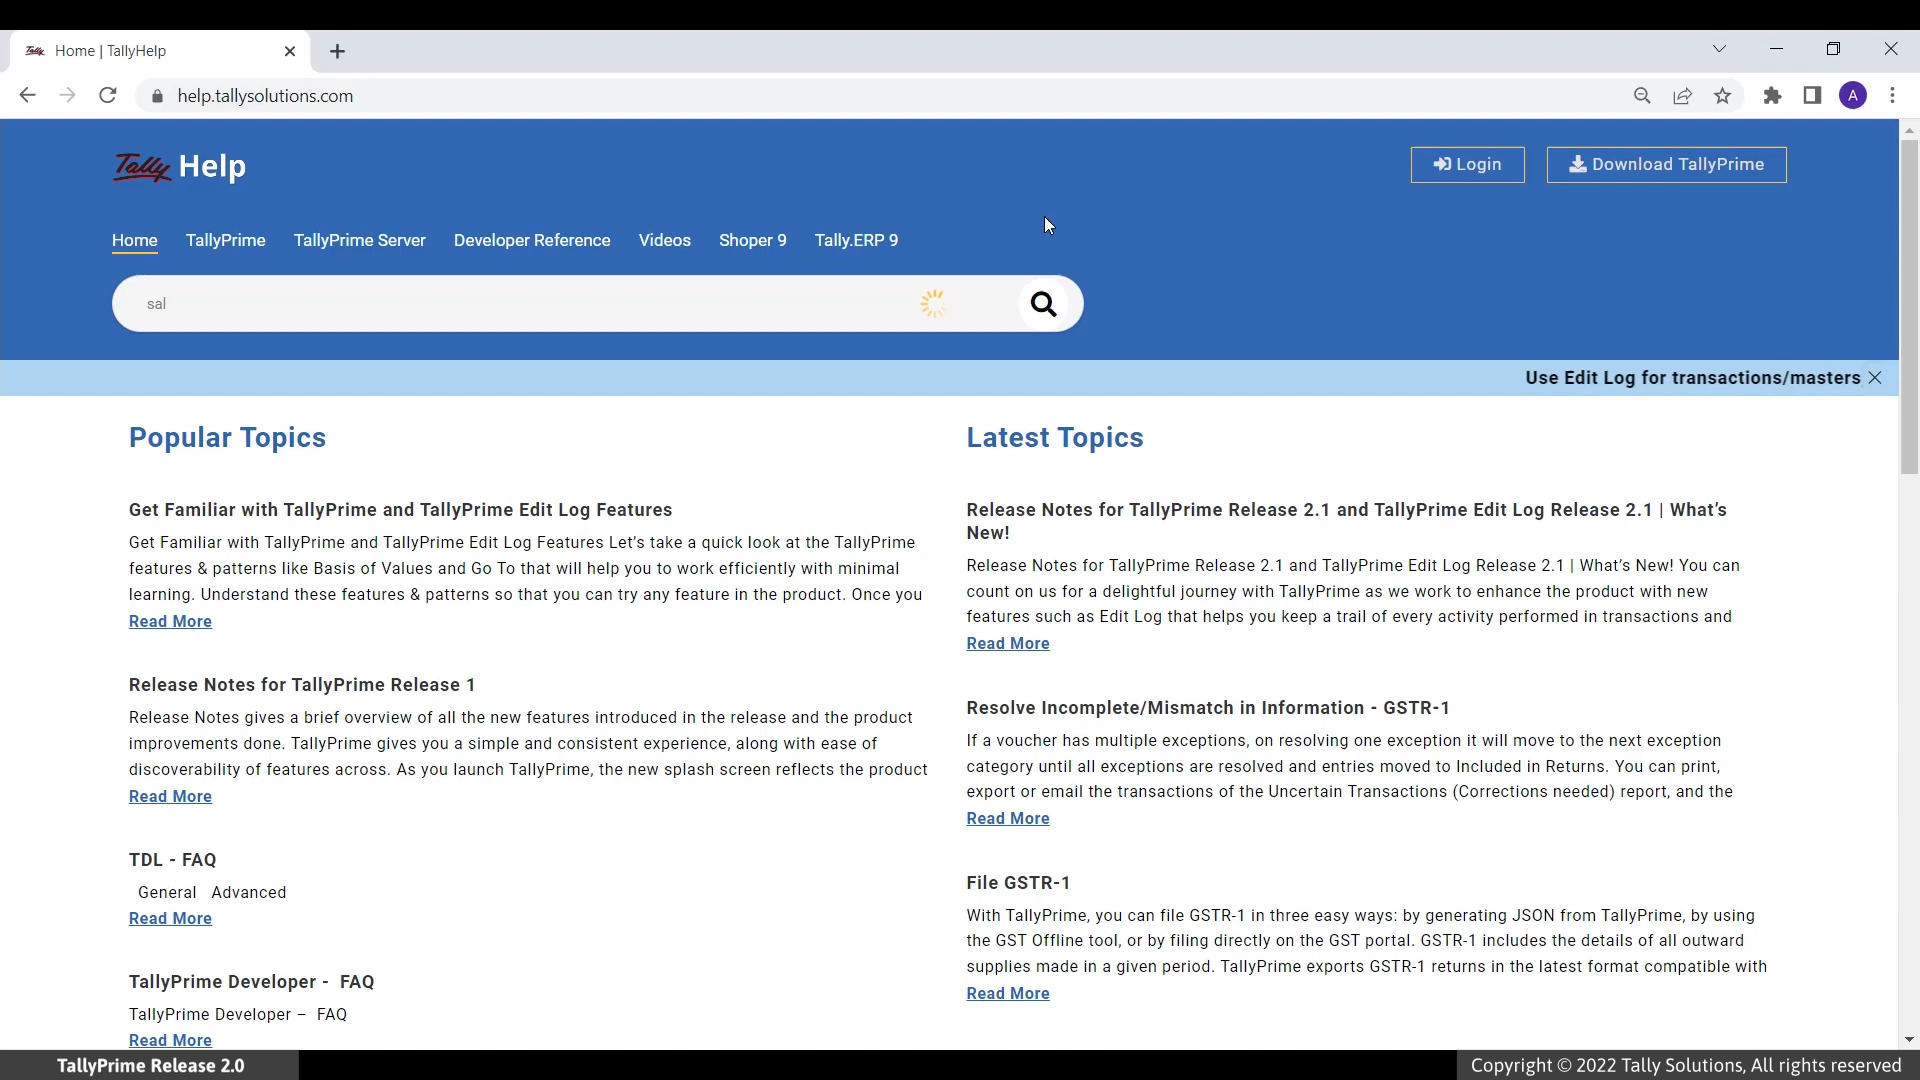 Tally Home | TallyHelp
help.tallysolutions.com
A
Tally Help
Login
Download TallyPrime
Home TallyPrime TallyPrime Server Developer Reference Videos Shoper 9 Tally.ERP 9
sal
Use Edit Log for transactions/masters
Popular Topics
Get Familiar with TallyPrime and TallyPrime Edit Log Features
Get Familiar with TallyPrime and TallyPrime Edit Log Features Let's take a quick look at the TallyPrime
features & patterns like Basis of Values and Go To that will help you to work efficiently with minimal
learning. Understand these features & patterns so that you can try any feature in the product. Once you
Read More
Release Notes for TallyPrime Release 1
Release Notes gives a brief overview of all the new features introduced in the release and the product
improvements done. TallyPrime gives you a simple and consistent experience, along with ease of
discoverability of features across. As you launch TallyPrime, the new splash screen reflects the product
Read More
TDL - FAQ
General Advanced
Read More
TallyPrime Developer - FAQ
TallyPrime Developer – FAQ
Read More
Latest Topics
Release Notes for TallyPrime Release 2.1 and TallyPrime Edit Log Release 2.1 | What's
New!
Release Notes for TallyPrime Release 2.1 and TallyPrime Edit Log Release 2.1 | What's New! You can
count on us for a delightful journey with TallyPrime as we work to enhance the product with new
features such as Edit Log that helps you keep a trail of every activity performed in transactions and
Read More
Resolve Incomplete/Mismatch in Information - GSTR-1
If a voucher has multiple exceptions, on resolving one exception it will move to the next exception
category until all exceptions are resolved and entries moved to Included in Returns. You can print,
export or email the transactions of the Uncertain Transactions (Corrections needed) report, and the
Read More
File GSTR-1
With TallyPrime, you can file GSTR-1 in three easy ways: by generating JSON from TallyPrime, by using
the GST Offline tool, or by filing directly on the GST portal. GSTR-1 includes the details of all outward
supplies made in a given period. TallyPrime exports GSTR-1 returns in the latest format compatible with
Read More
TallyPrime Release 2.0
Copyright © 2022 Tally Solutions, All rights reserved